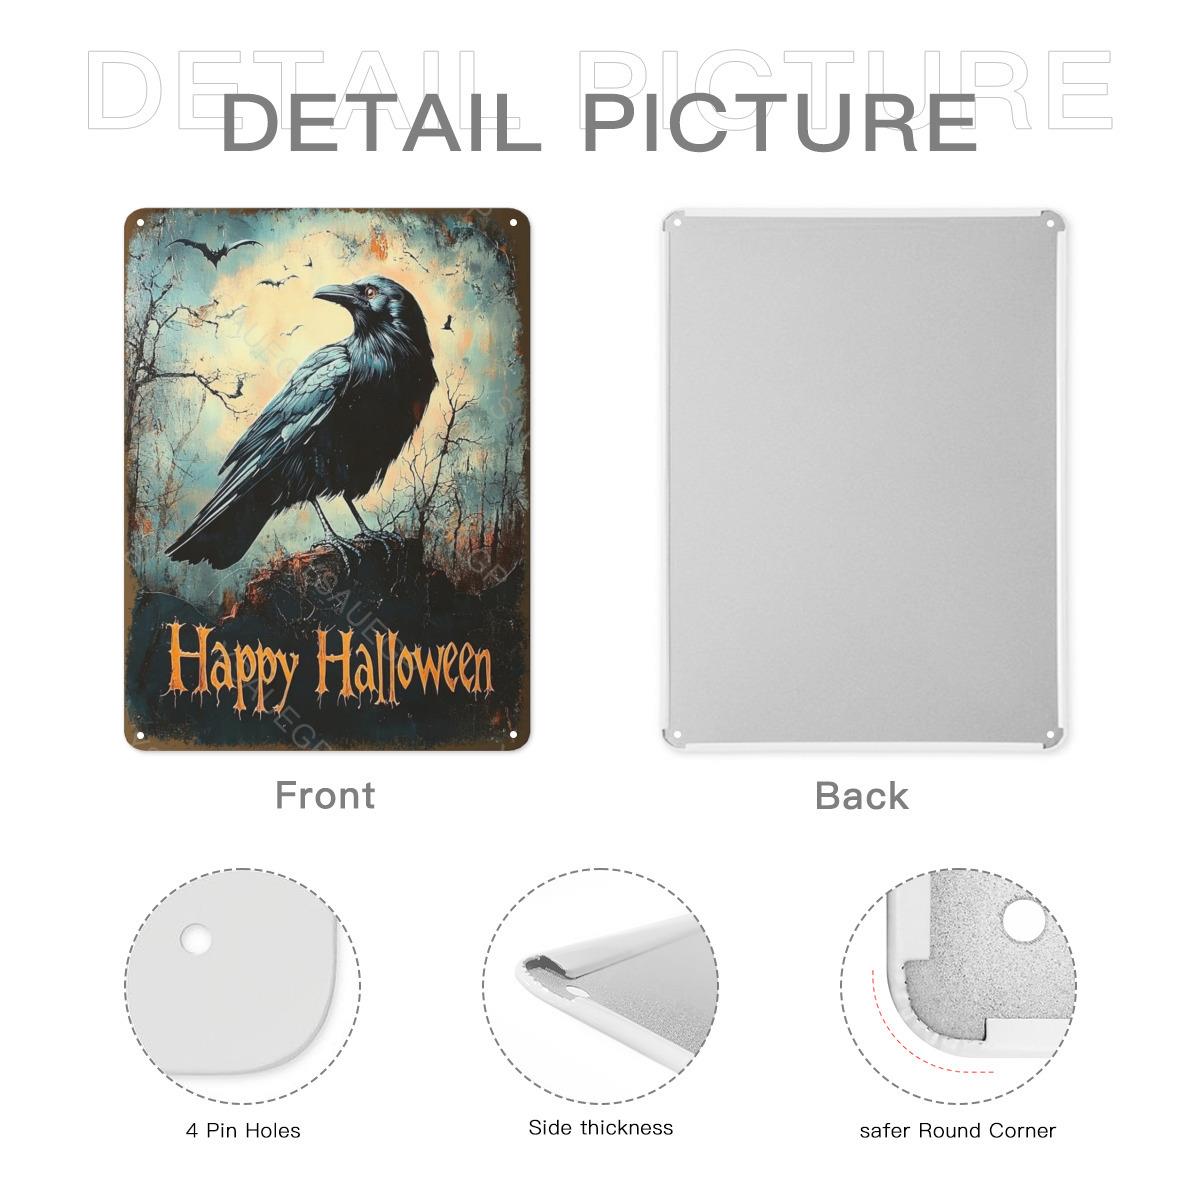 DETAIL PICTURE
DETAIL PICTURE
Happy Halloween
Front
Back
4 Pin Holes
Side thickness
safer Round Corner